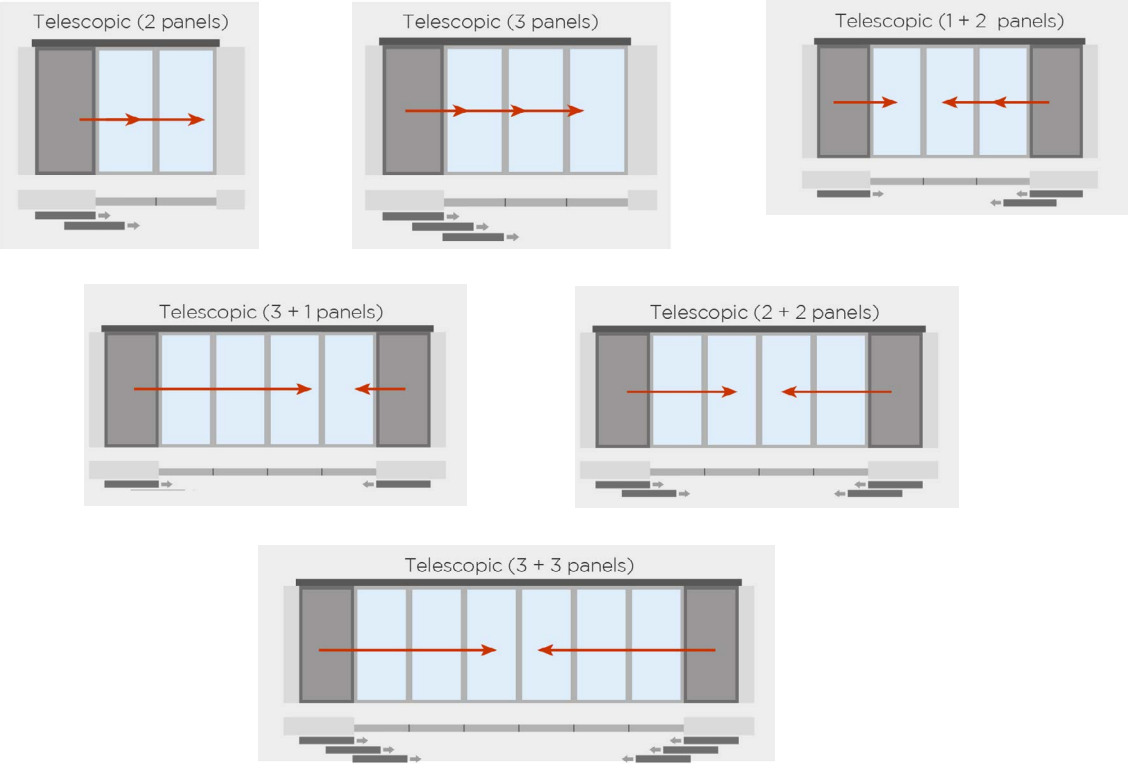 Telescopic (2 panels)
Telescopic (3 panels)
Telescopic (1 + 2 panels)
Telescopic (3 + 1 panels)
Telescopic (2 + 2 panels)
Telescopic (3 + 3 panels)